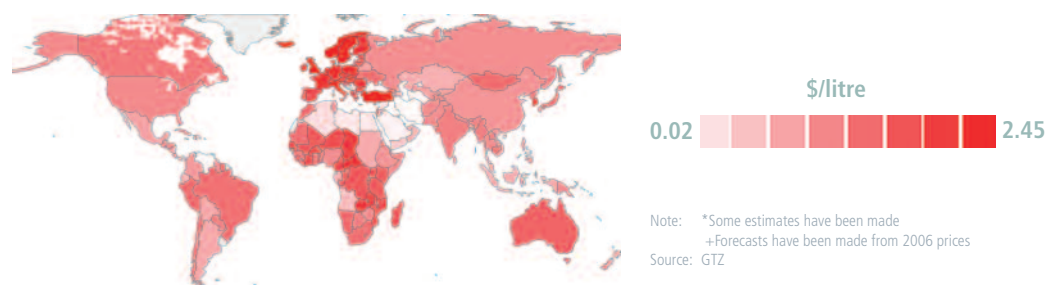 $/litre
0.02 2.45
Note: *Some estimates have been made
+Forecasts have been made from 2006 prices
Source: GTZ